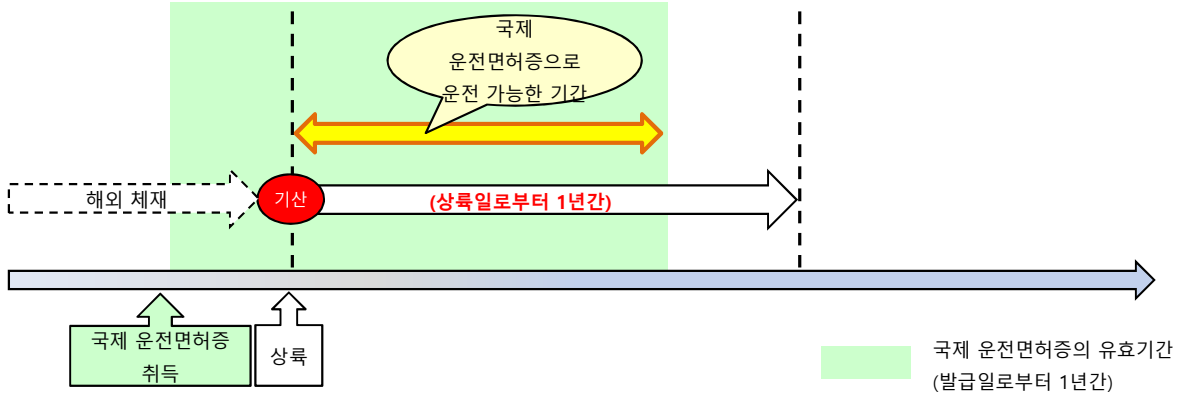 국제
운전면허증으로
운전 가능한 기간
해외 체재
기산
(상륙일로부터 1년간)
국제 운전면허증
취득
상륙
국제 운전면허증의 유효기간
(발급일로부터 1년간)